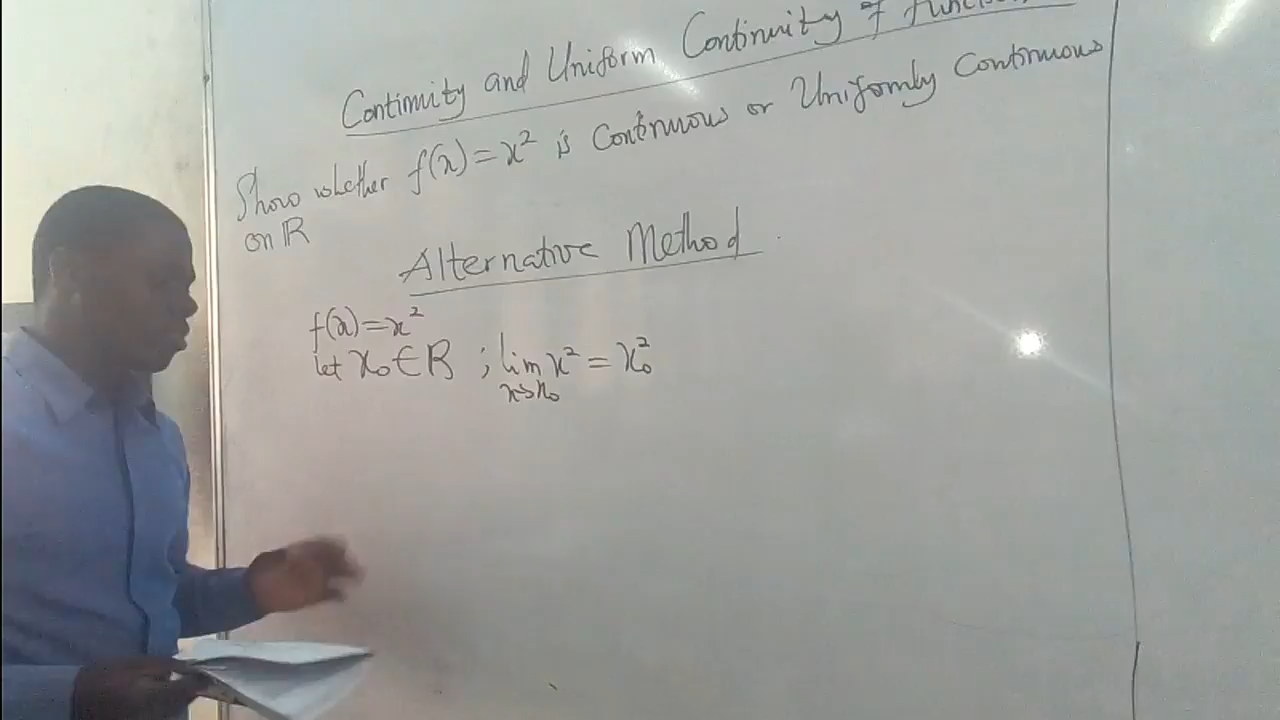 Continuity and Uniform Continuity of function
Show whether f(x) = x² is Continuous or Uniformly Continuous
on ℝ
Alternative Method
f(x) = x²
let x₀ ∈ ℝ ; lim x² = x₀²
x→x₀